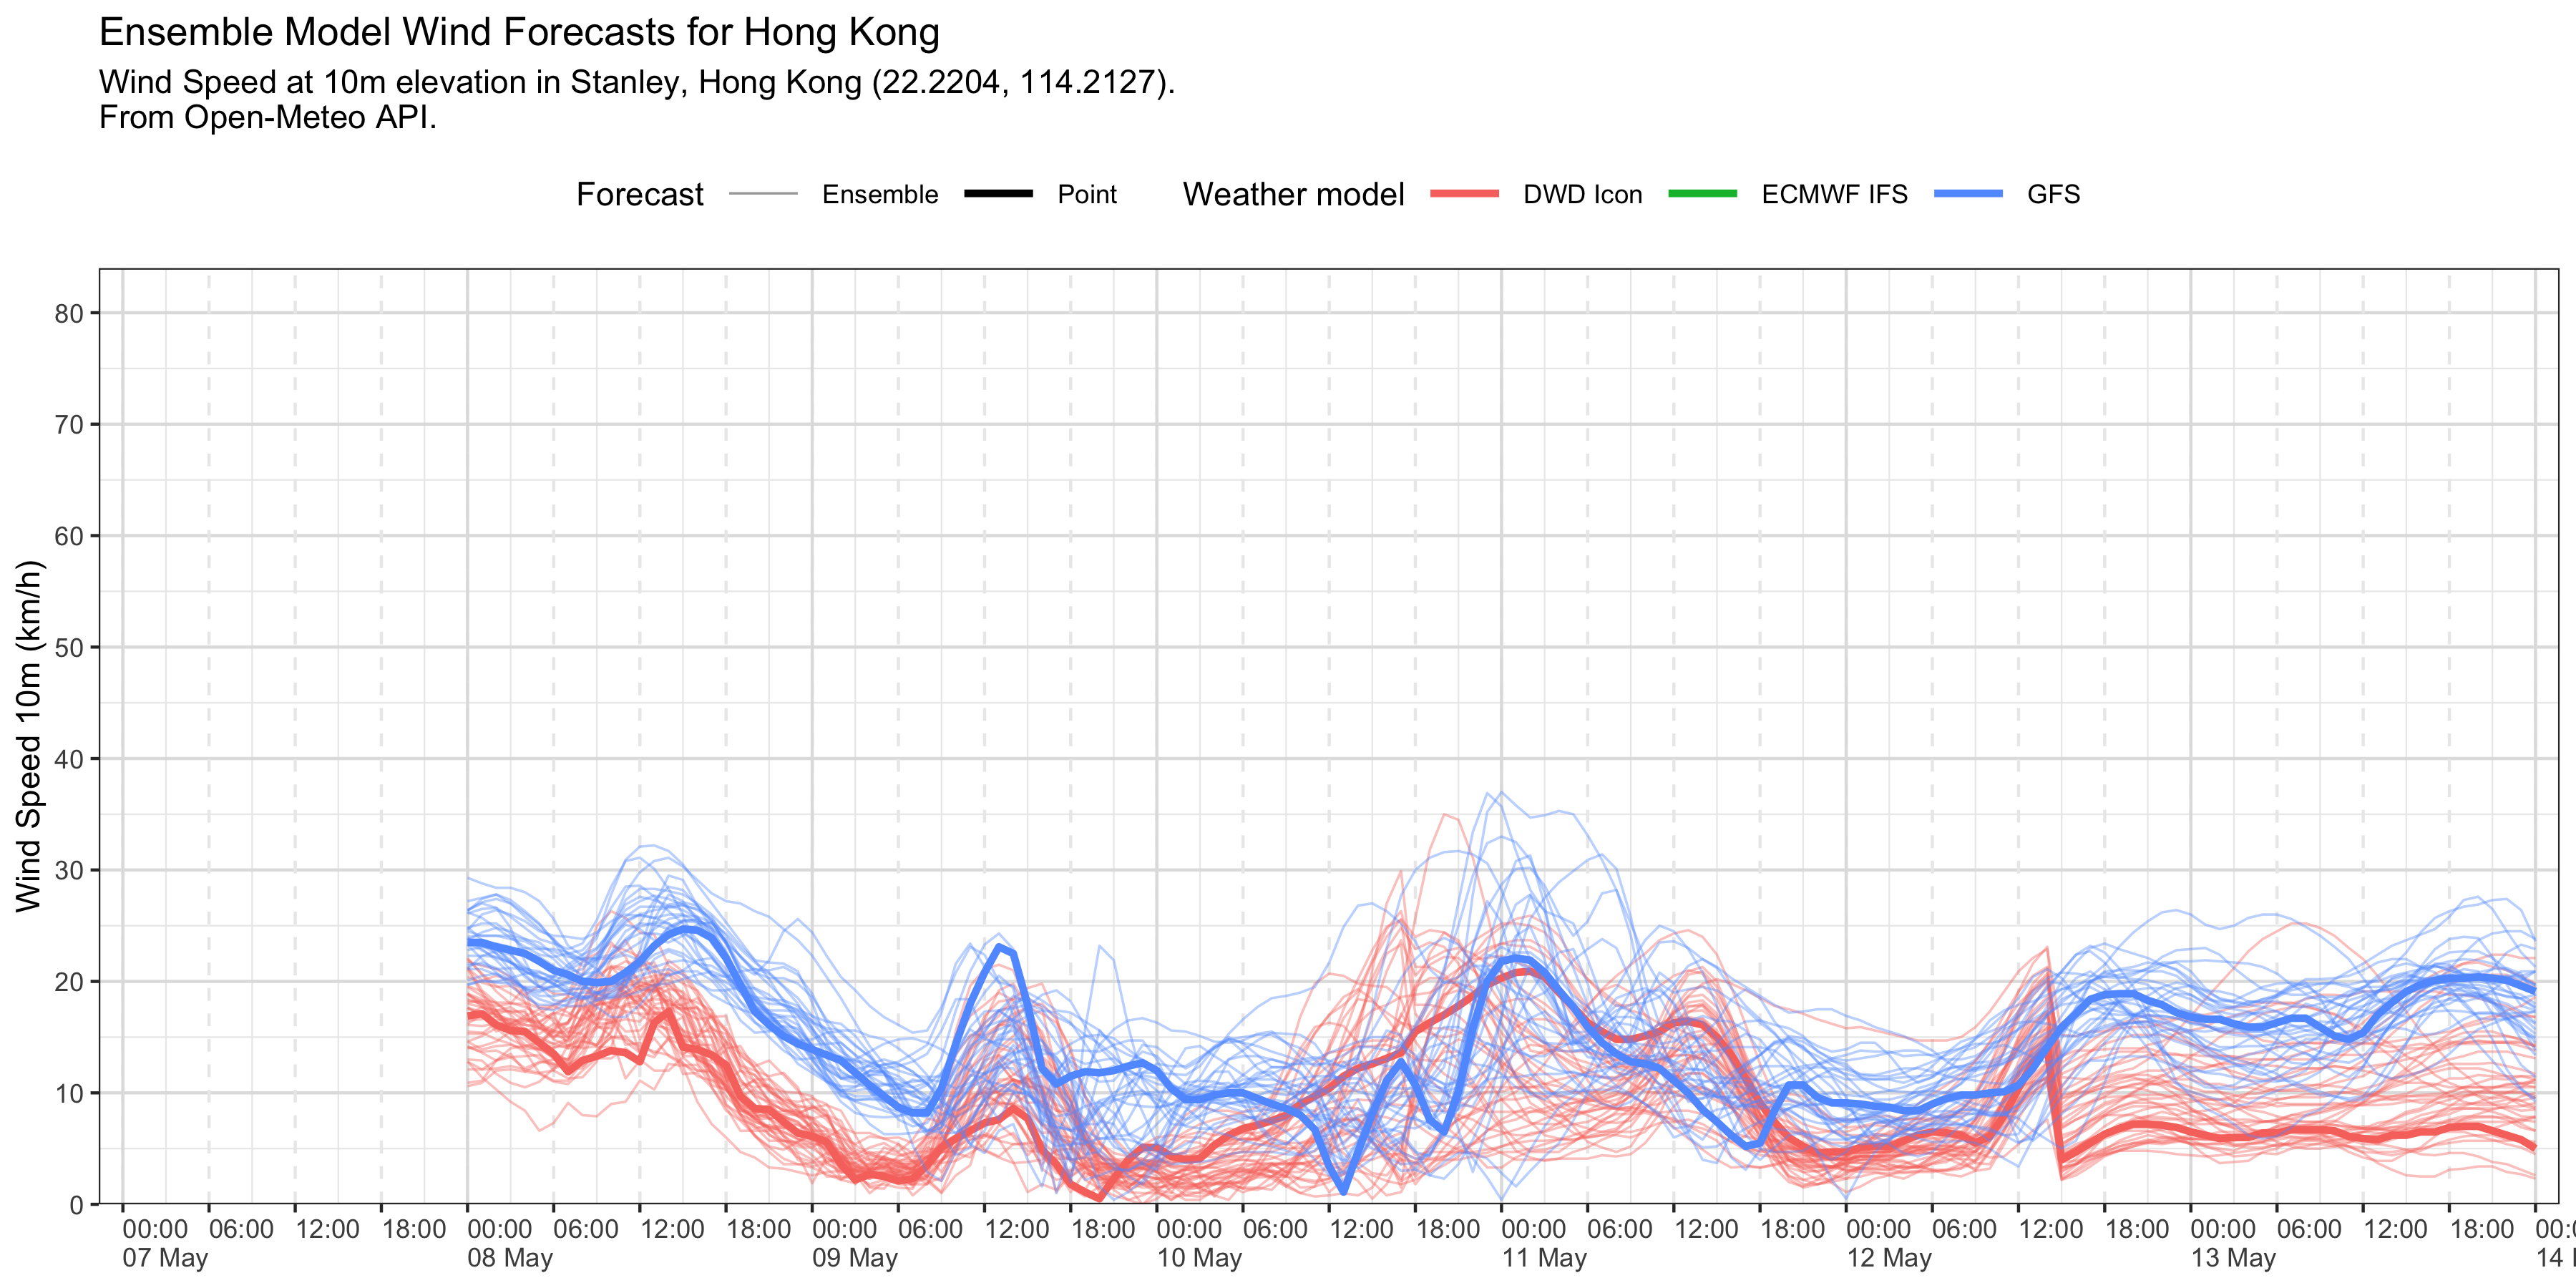 Ensemble Model Wind Forecasts for Hong Kong
Wind Speed at 10m elevation in Stanley, Hong Kong (22.2204, 114.2127).
From Open-Meteo API.
Forecast Ensemble Point Weather model DWD Icon ECMWF IFS GFS
Wind Speed 10m (km/h)
80
70
60
50
40
30
20
10
0
00:00 06:00 12:00 18:00 00:00 06:00 12:00 18:00 00:00 06:00 12:00 18:00 00:00 06:00 12:00 18:00 00:00 06:00 12:00 18:00 00:00 06:00 12:00 18:00 00:00 06:00 12:00 18:00
07 May 08 May 09 May 10 May 11 May 12 May 13 May 14